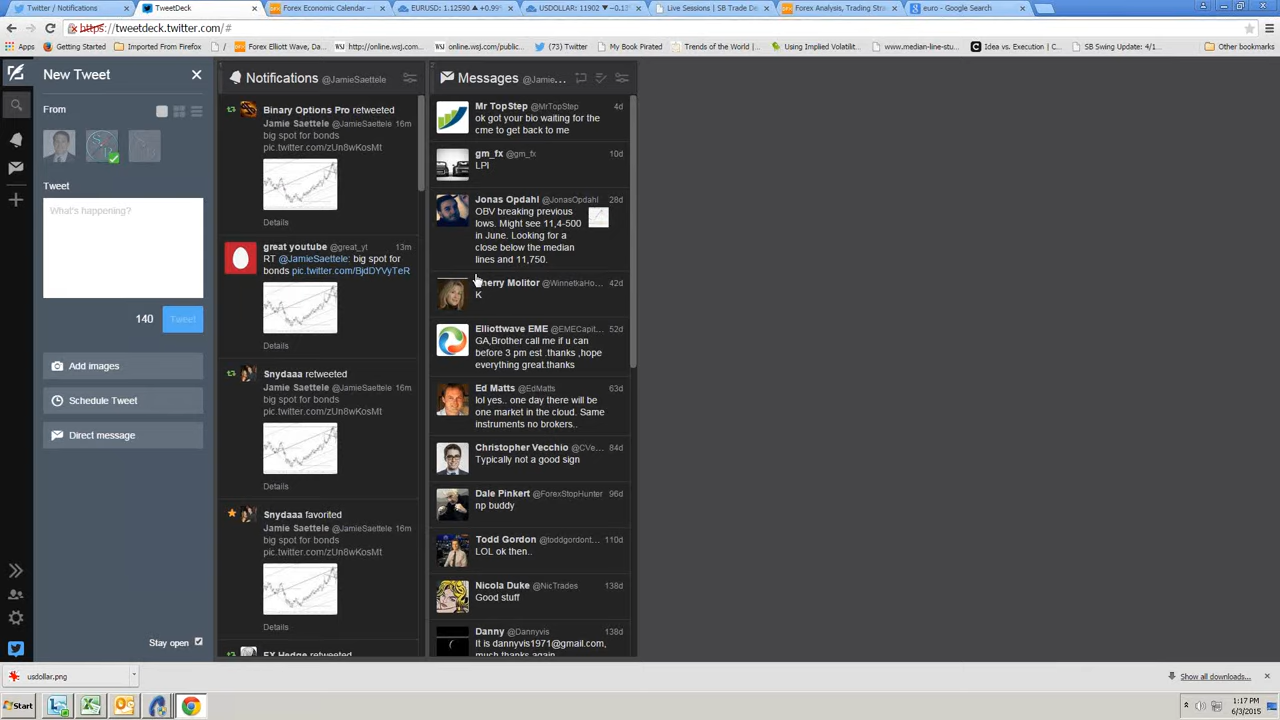 Twitter / Notifications
TweetDeck
Forex Economic Calendar –
EURUSD: 1.12590 ▲ +0.99
USDOLLAR: 11902 ▼ -0.1
Live Sessions | SB Trade De
Forex Analysis, Trading Stra
euro - Google Search
https://tweetdeck.twitter.com/#
Apps
Getting Started
Imported From Firefox
Forex Elliott Wave, Da...
http://online.wsj.com...
online.wsj.com/public...
(73) Twitter
My Book Pirated
Trends of the World |...
Using Implied Volatilit...
www.median-line-stu...
Idea vs. Execution | C...
SB Swing Update: 4/1...
Other bookmarks
New Tweet
From
Tweet
What's happening?
140
Tweet
Add images
Schedule Tweet
Direct message
Stay open
1
Notifications @JamieSaettele
Binary Options Pro retweeted
Jamie Saettele @JamieSaettele 16m
big spot for bonds
pic.twitter.com/zUn8wKosMt
Details
great youtube @great_yt 13m
RT @JamieSaettele: big spot for
bonds pic.twitter.com/BjdDYVyTeR
Details
Snydaaa retweeted
Jamie Saettele @JamieSaettele 16m
big spot for bonds
pic.twitter.com/zUn8wKosMt
Details
Snydaaa favorited
Jamie Saettele @JamieSaettele 16m
big spot for bonds
pic.twitter.com/zUn8wKosMt
Details
FX Hedge retweeted
2
Messages @Jamie...
Mr TopStep @MrTopStep 4d
ok got your bio waiting for the
cme to get back to me
gm_fx @gm_fx 10d
LPI
Jonas Opdahl @JonasOpdahl 28d
OBV breaking previous
lows. Might see 11,4-500
in June. Looking for a
close below the median
lines and 11,750.
Sherry Molitor @WinnetkaHo... 42d
K
Elliottwave EME @EMECapit... 52d
GA,Brother call me if u can
before 3 pm est .thanks ,hope
everything great.thanks
Ed Matts @EdMatts 63d
lol yes.. one day there will be
one market in the cloud. Same
instruments no brokers..
Christopher Vecchio @CVe... 84d
Typically not a good sign
Dale Pinkert @ForexStopHunter 96d
np buddy
Todd Gordon @toddgordont... 110d
LOL ok then..
Nicola Duke @NicTrades 138d
Good stuff
Danny @Dannyvis 138d
It is dannyvis1971@gmail.com,
much thanks again
usdollar.png
Show all downloads...
Start
1:17 PM
6/3/2015